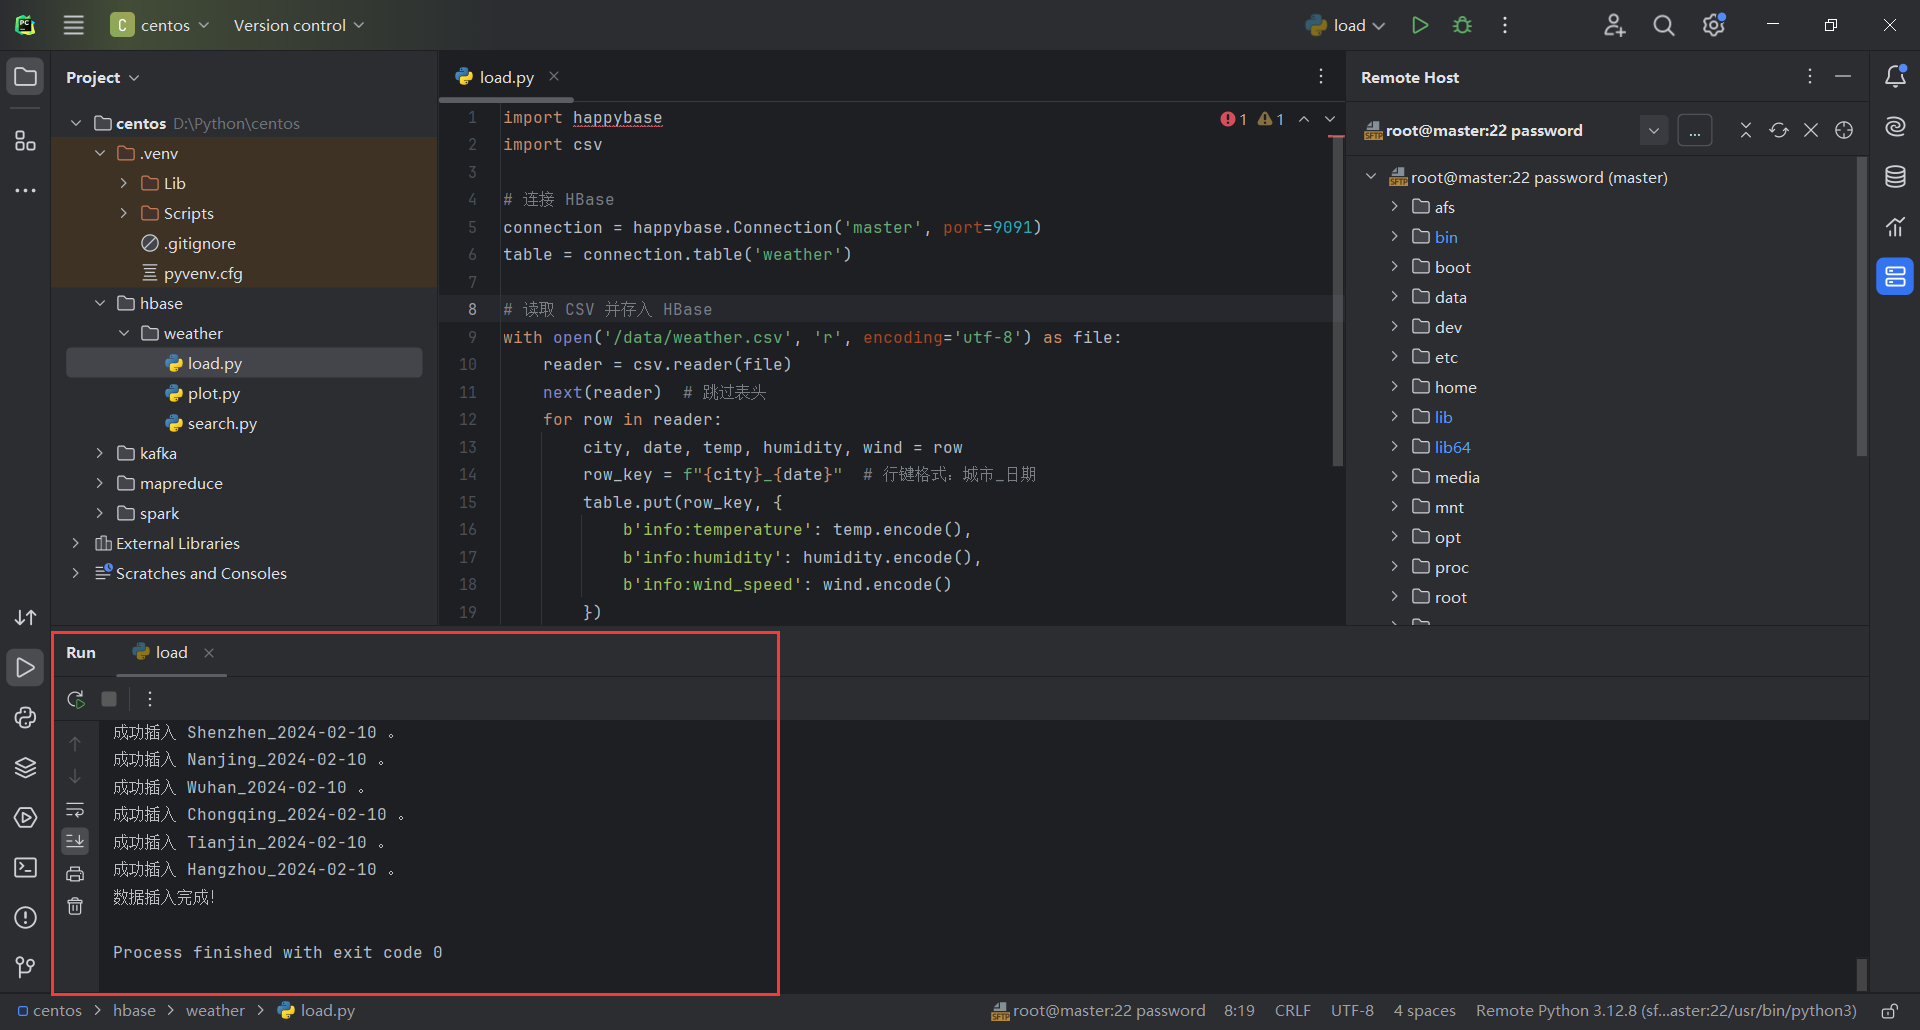 C centos Version control load
Project
centos D:\Python\centos
.venv
Lib
Scripts
.gitignore
pyvenv.cfg
hbase
weather
load.py
plot.py
search.py
kafka
mapreduce
spark
External Libraries
Scratches and Consoles
load.py
1 import happybase
2 import csv
3
4 # 连接 HBase
5 connection = happybase.Connection('master', port=9091)
6 table = connection.table('weather')
7
8 # 读取 CSV 并存入 HBase
9 with open('/data/weather.csv', 'r', encoding='utf-8') as file:
10 reader = csv.reader(file)
11 next(reader) # 跳过表头
12 for row in reader:
13 city, date, temp, humidity, wind = row
14 row_key = f"{city}_{date}" # 行键格式：城市_日期
15 table.put(row_key, {
16 b'info:temperature': temp.encode(),
17 b'info:humidity': humidity.encode(),
18 b'info:wind_speed': wind.encode()
19 })
1 1
Remote Host
root@master:22 password ...
root@master:22 password (master)
afs
bin
boot
data
dev
etc
home
lib
lib64
media
mnt
opt
proc
root
Run load
成功插入 Shenzhen_2024-02-10 。
成功插入 Nanjing_2024-02-10 。
成功插入 Wuhan_2024-02-10 。
成功插入 Chongqing_2024-02-10 。
成功插入 Tianjin_2024-02-10 。
成功插入 Hangzhou_2024-02-10 。
数据插入完成！
Process finished with exit code 0
centos > hbase > weather > load.py root@master:22 password 8:19 CRLF UTF-8 4 spaces Remote Python 3.12.8 (sf...aster:22/usr/bin/python3)